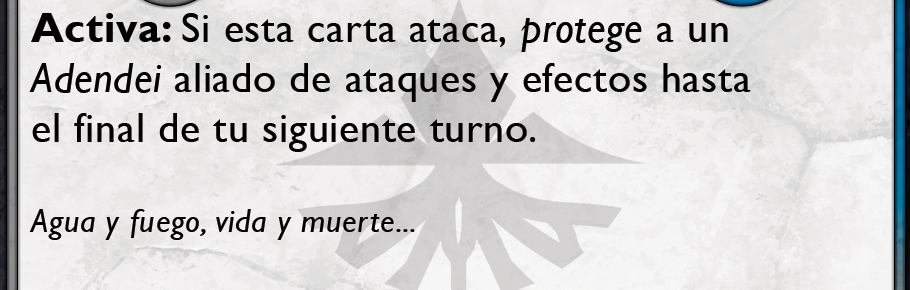 Activa: Si esta carta ataca, protege a un
Adendei aliado de ataques y efectos hasta
el final de tu siguiente turno.
Agua y fuego, vida y muerte...